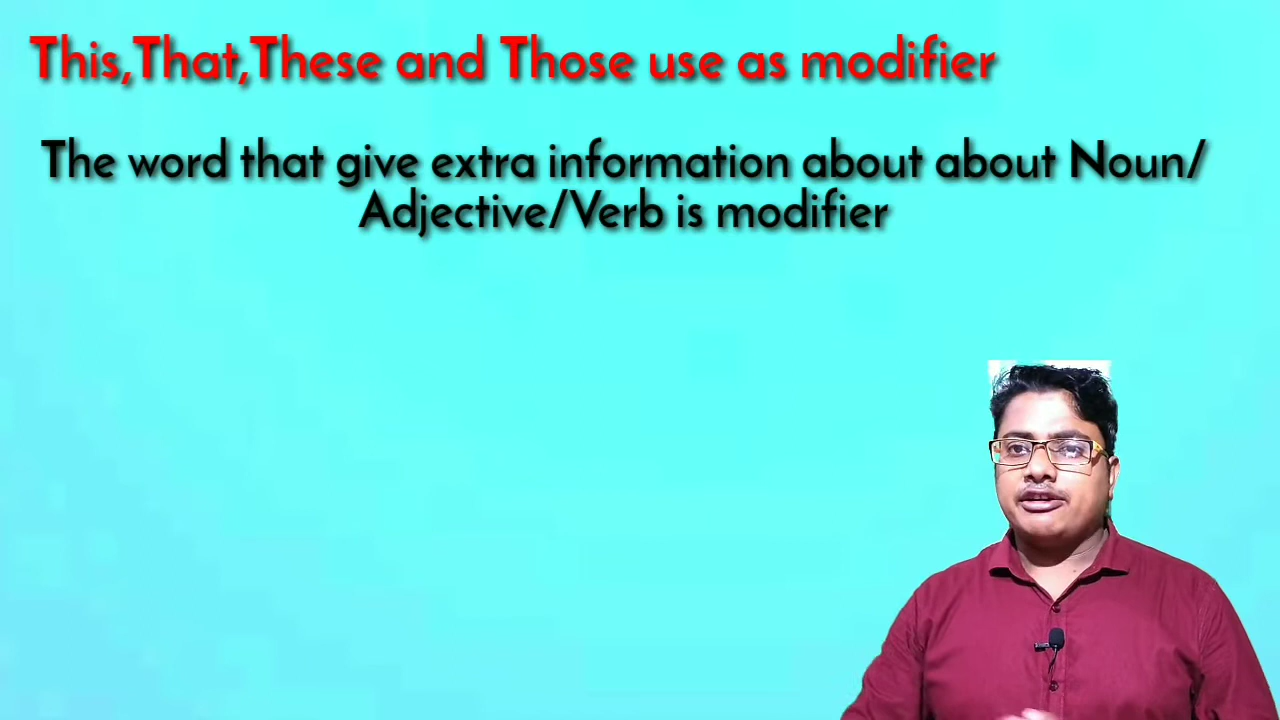 This,That,These and Those use as modifier
The word that give extra information about about Noun/
Adjective/Verb is modifier